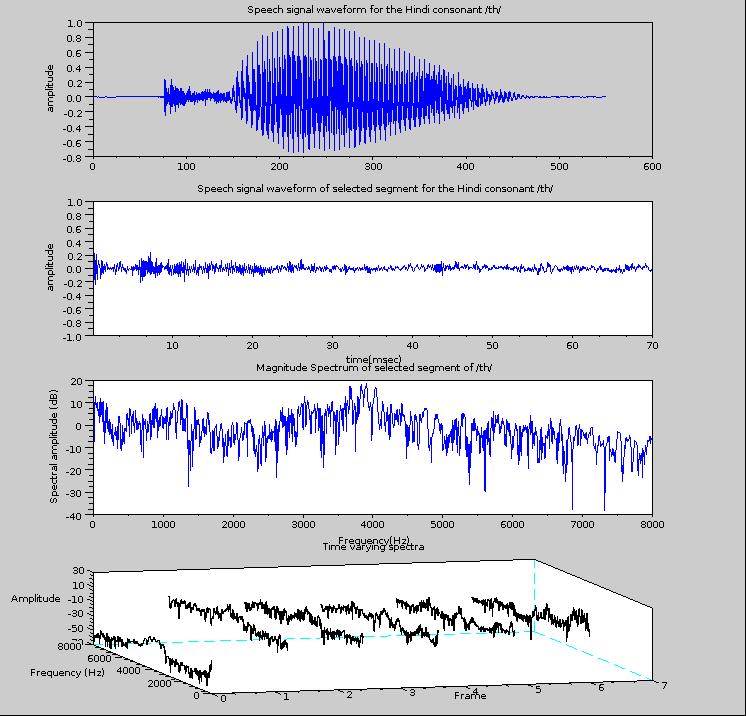 Speech signal waveform for the Hindi consonant /th/
1.0
0.8
0.6
0.4
0.2
0.0
-0.2
-0.4
-0.6
-0.8
amplitude
0 100 200 300 400 500 600
Speech signal waveform of selected segment for the Hindi consonant /th/
1.0
0.8
0.6
0.4
0.2
0.0
-0.2
-0.4
-0.6
-0.8
-1.0
amplitude
10 20 30 40 50 60 70
time(msec)
Magnitude Spectrum of selected segment of /th/
20
10
0
-10
-20
-30
-40
Spectral amplitude (dB)
0 1000 2000 3000 4000 5000 6000 7000 8000
Frequency(Hz)
Time varying spectra
30
10
-10
-30
-50
Amplitude
8000
6000
4000
2000
0
Frequency (Hz)
0 1 2 3 4 5 6 7
Frame